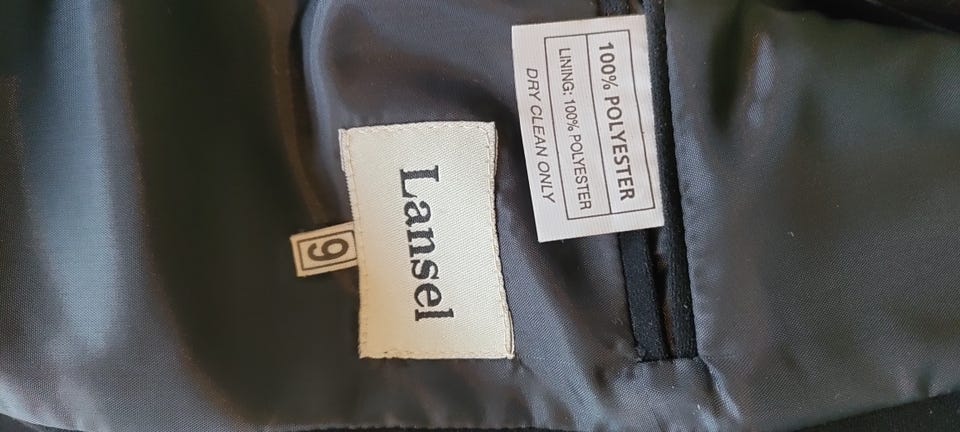 100% POLYESTER
LINING: 100% POLYESTER
DRY CLEAN ONLY
Lansel
9